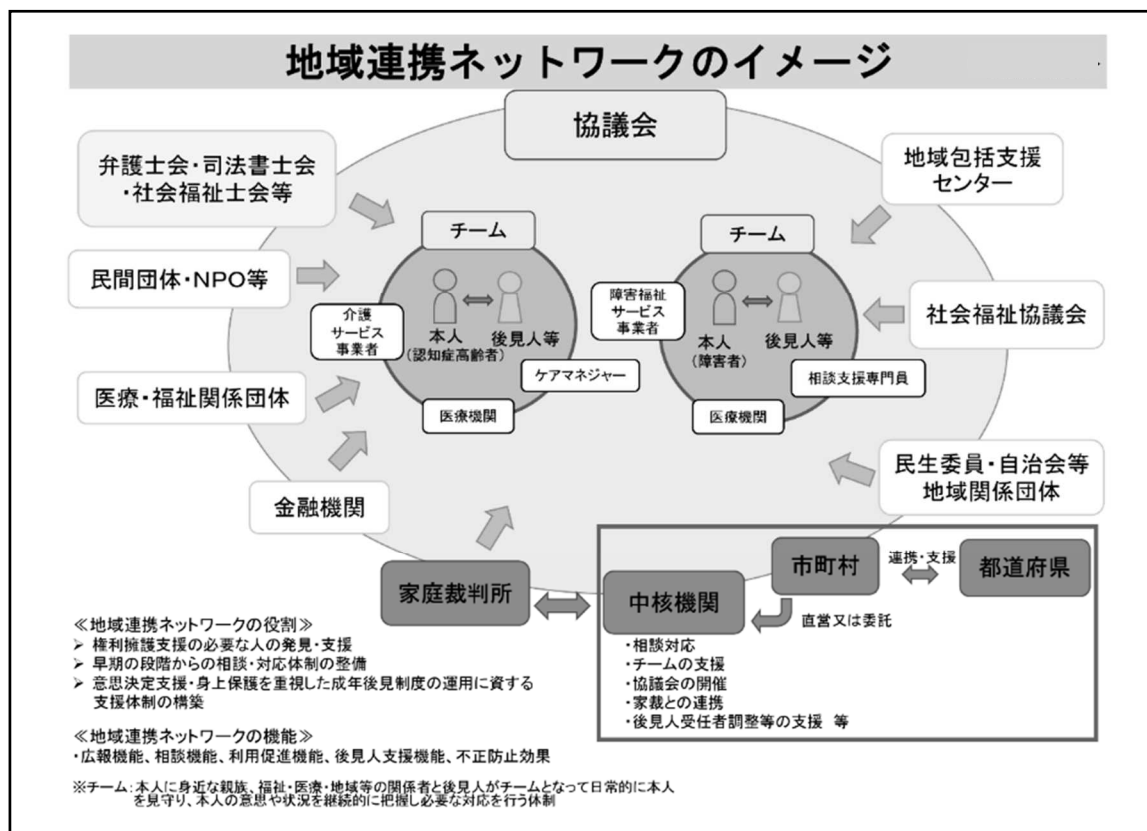 地域連携ネットワークのイメージ
協議会
弁護士会・司法書士会
・社会福祉士会等
地域包括支援
センター
チーム
チーム
民間団体・NPO等
介護
サービス
事業者
本人
(認知症高齢者)
後見人等
障害福祉
サービス
事業者
本人
(障害者)
後見人等
社会福祉協議会
ケアマネジャー
相談支援専門員
医療・福祉関係団体
医療機関
医療機関
金融機関
民生委員・自治会等
地域関係団体
家庭裁判所
中核機関
市町村
連携・支援
都道府県
直営又は委託
・相談対応
・チームの支援
・協議会の開催
・家裁との連携
・後見人受任者調整等の支援 等
≪地域連携ネットワークの役割≫
➢ 権利擁護支援の必要な人の発見・支援
➢ 早期の段階からの相談・対応体制の整備
➢ 意思決定支援・身上保護を重視した成年後見制度の運用に資する
支援体制の構築
≪地域連携ネットワークの機能≫
・広報機能、相談機能、利用促進機能、後見人支援機能、不正防止効果
※チーム：本人に身近な親族、福祉・医療・地域等の関係者と後見人がチームとなって日常的に本人
を見守り、本人の意思や状況を継続的に把握し必要な対応を行う体制